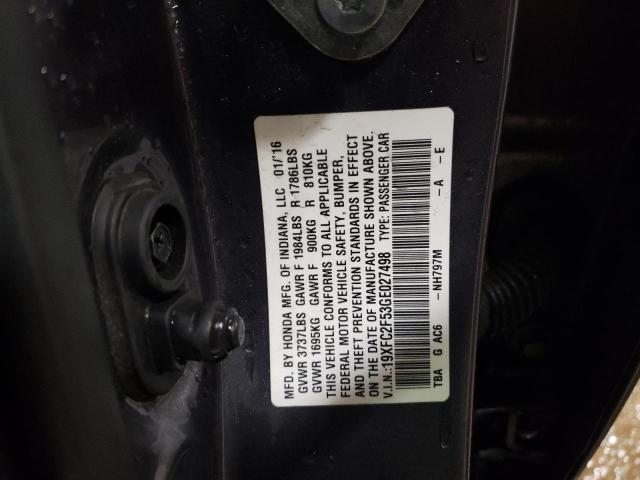 MFD. BY HONDA MFG. OF INDIANA, LLC 01/'16
GVWR 3737LBS GAWR F 1984LBS R 1786LBS
GVWR 1695KG GAWR F 900KG R 810KG
THIS VEHICLE CONFORMS TO ALL APPLICABLE
FEDERAL MOTOR VEHICLE SAFETY, BUMPER,
AND THEFT PREVENTION STANDARDS IN EFFECT
ON THE DATE OF MANUFACTURE SHOWN ABOVE.
V.I.N.:19XFC2F53GE027498 TYPE: PASSENGER CAR
TBA G AC6 -NH797M -A -E